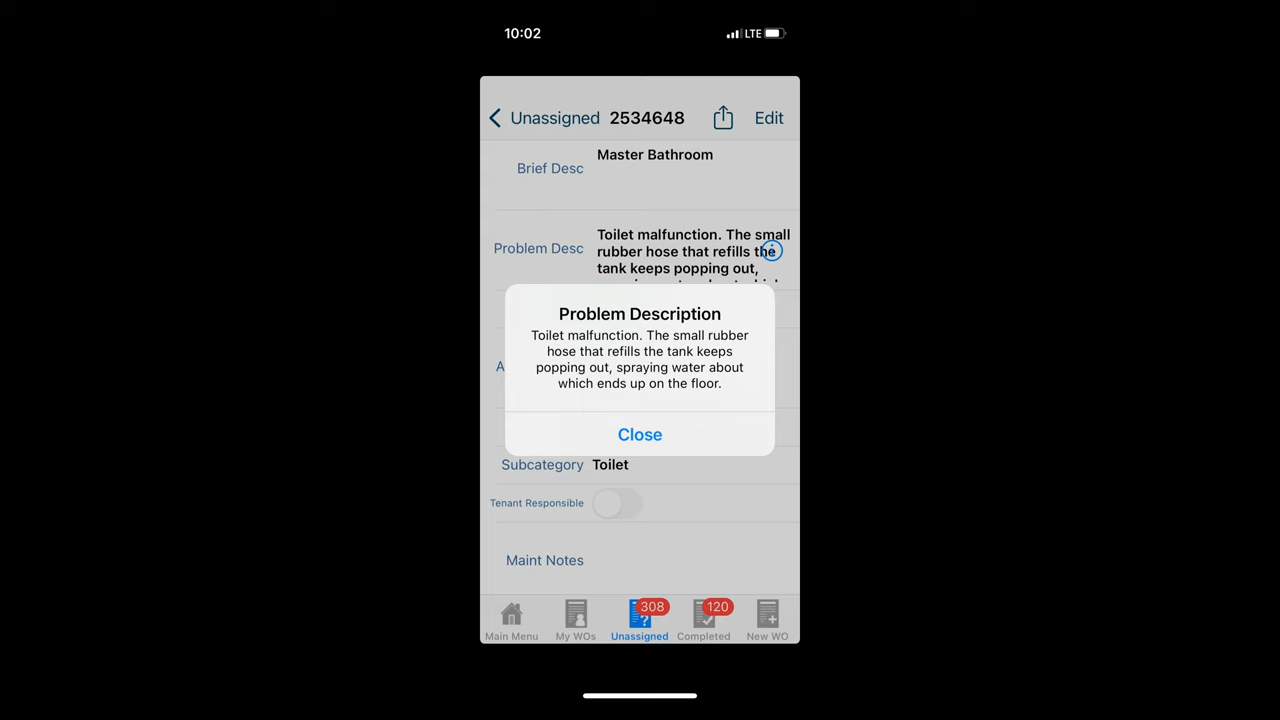 10:02
LTE
Unassigned 2534648 Edit
Brief Desc
Master Bathroom
Problem Desc
Toilet malfunction. The small
rubber hose that refills the
tank keeps popping out,
Problem Description
Toilet malfunction. The small rubber
hose that refills the tank keeps
popping out, spraying water about
which ends up on the floor.
Close
A
Subcategory Toilet
Tenant Responsible
Maint Notes
308
120
Main Menu My WOs Unassigned Completed New WO